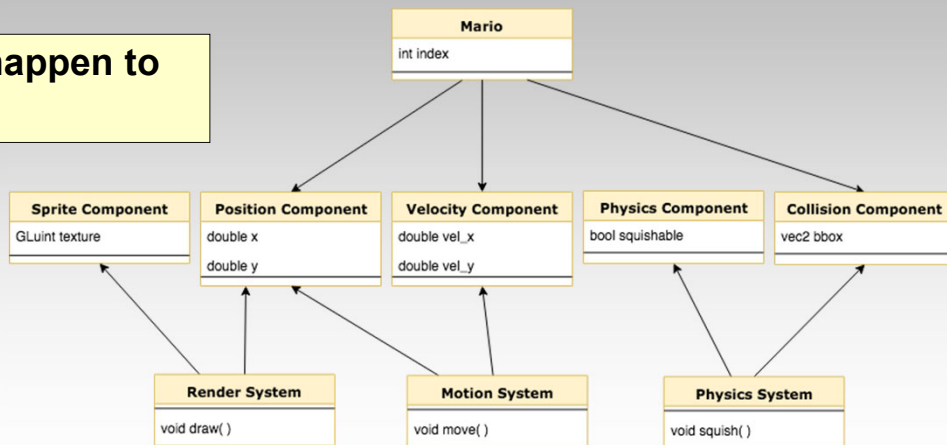 happen to
Mario
int index
Sprite Component
GLuint texture
Position Component
double x
double y
Velocity Component
double vel_x
double vel_y
Physics Component
bool squishable
Collision Component
vec2 bbox
Render System
void draw( )
Motion System
void move( )
Physics System
void squish( )